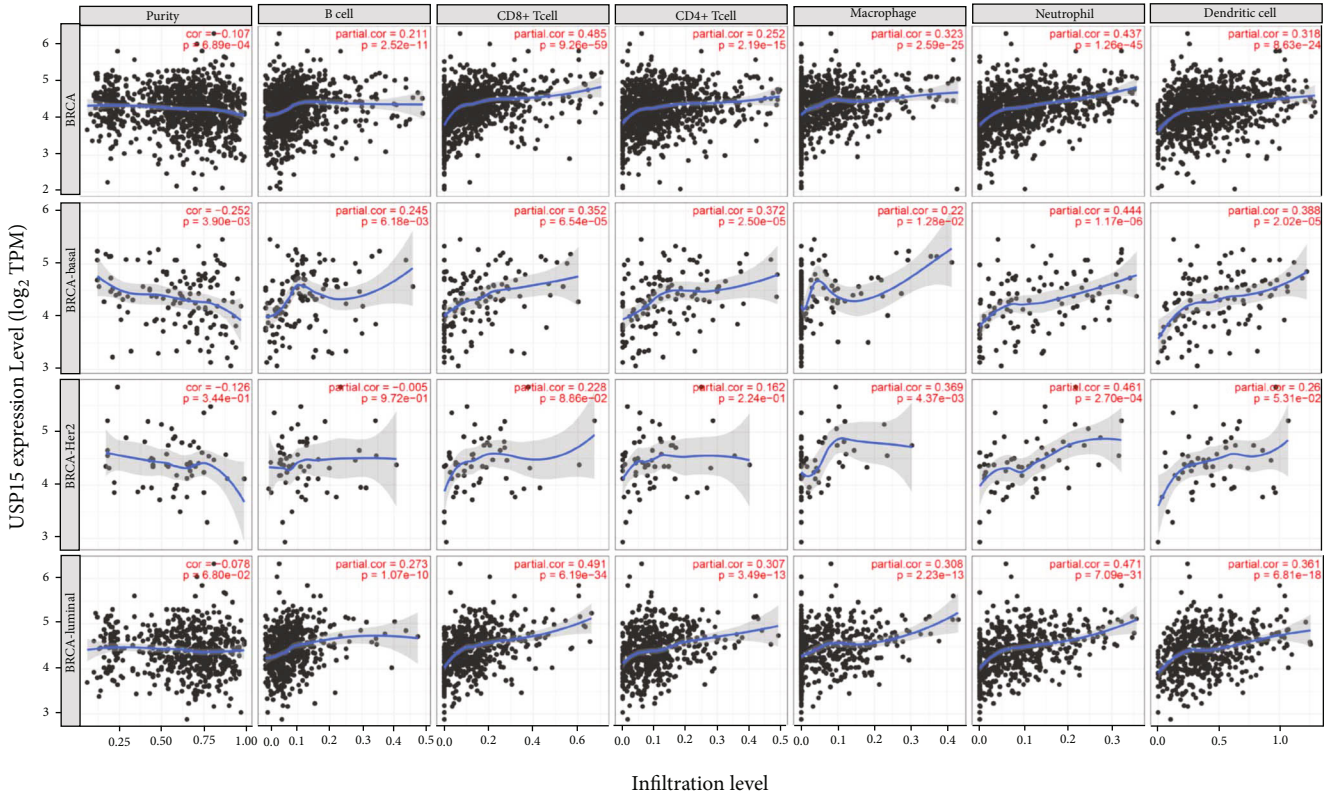 Purity B cell CD8+ Tcell CD4+ Tcell Macrophage Neutrophil Dendritic cell
USP15 expression Level (log2 TPM)
BRCA
6
5
4
3
2
cor = −0.107
p = 6.89e−04
partial.cor = 0.211
p = 2.52e−11
partial.cor = 0.485
p = 9.26e−59
partial.cor = 0.252
p = 2.19e−15
partial.cor = 0.323
p = 2.59e−25
partial.cor = 0.437
p = 1.26e−45
partial.cor = 0.318
p = 8.63e−24
BRCA-basal
6
5
4
3
cor = −0.252
p = 3.90e−03
partial.cor = 0.245
p = 6.18e−03
partial.cor = 0.352
p = 6.54e−05
partial.cor = 0.372
p = 2.50e−05
partial.cor = 0.22
p = 1.28e−02
partial.cor = 0.444
p = 1.17e−06
partial.cor = 0.388
p = 2.02e−05
BRCA-Her2
5
4
3
cor = −0.126
p = 3.44e−01
partial.cor = −0.005
p = 9.72e−01
partial.cor = 0.228
p = 8.86e−02
partial.cor = 0.162
p = 2.24e−01
partial.cor = 0.369
p = 4.37e−03
partial.cor = 0.461
p = 2.70e−04
partial.cor = 0.26
p = 5.31e−02
BRCA-luminal
6
5
4
3
cor = −0.078
p = 6.80e−02
partial.cor = 0.273
p = 1.07e−10
partial.cor = 0.491
p = 6.19e−34
partial.cor = 0.307
p = 3.49e−13
partial.cor = 0.308
p = 2.23e−13
partial.cor = 0.471
p = 7.09e−31
partial.cor = 0.361
p = 6.81e−18
0.25 0.50 0.75 1.00 0.0 0.1 0.2 0.3 0.4 0.5 0.0 0.2 0.4 0.6 0.0 0.1 0.2 0.3 0.4 0.5 0.0 0.1 0.2 0.3 0.4 0.0 0.1 0.2 0.3 0.0 0.5 1.0
Infiltration level